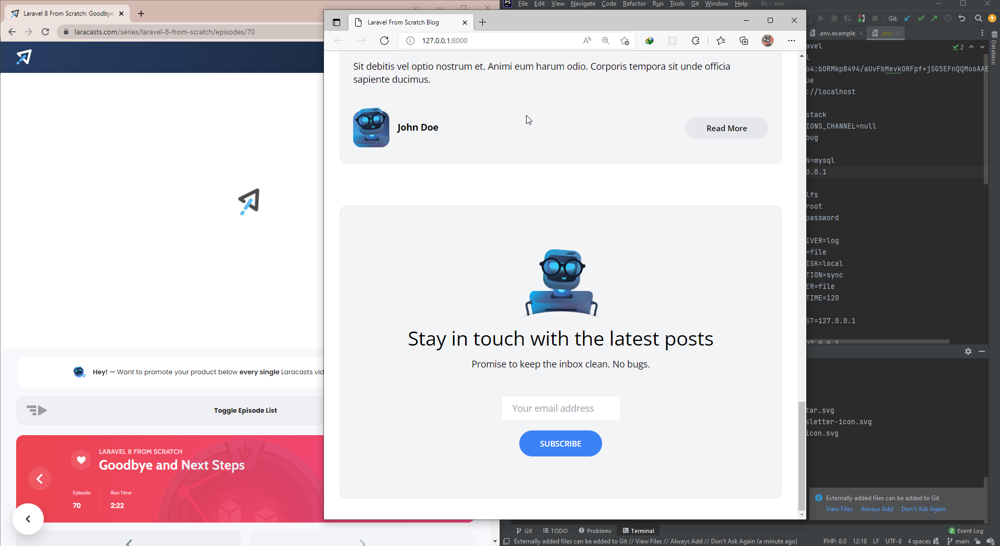 Laravel 8 From Scratch: Goodbye
laracasts.com/series/laravel-8-from-scratch/episodes/70
Hey! — Want to promote your product below every single Laracasts vid
Toggle Episode List
LARAVEL 8 FROM SCRATCH
Goodbye and Next Steps
Episode
Run Time
70
2:22
Laravel From Scratch Blog
127.0.0.1:8000
Sit debitis vel optio nostrum et. Animi eum harum odio. Corporis tempora sit unde officia
sapiente ducimus.
John Doe
Read More
Stay in touch with the latest posts
Promise to keep the inbox clean. No bugs.
Your email address
SUBSCRIBE
PS
File Edit View Navigate Code Refactor Run Tools Git Window Help lfs - .env
Git:
.env.example
.env
2
Database
avel
l
64:bORMkpB494/aUvFbMevkORFpf+jSG5EFnQQMo6AAE
ue
://localhost
stack
IONS_CHANNEL=null
bug
N=mysql
0.0.1
lfs
root
password
IVER=log
=file
ISK=local
TION=sync
ER=file
TIME=120
ST=127.0.0.1
27.0.0.1
tar.svg
sletter-icon.svg
icon.svg
Externally added files can be added to Git
View Files Always Add Don't Ask Again
Git TODO Problems Terminal
2 Event Log
Externally added files can be added to Git // View Files // Always Add // Don't Ask Again (a minute ago)
PHP: 8.0 12:18 LF UTF-8 4 spaces main